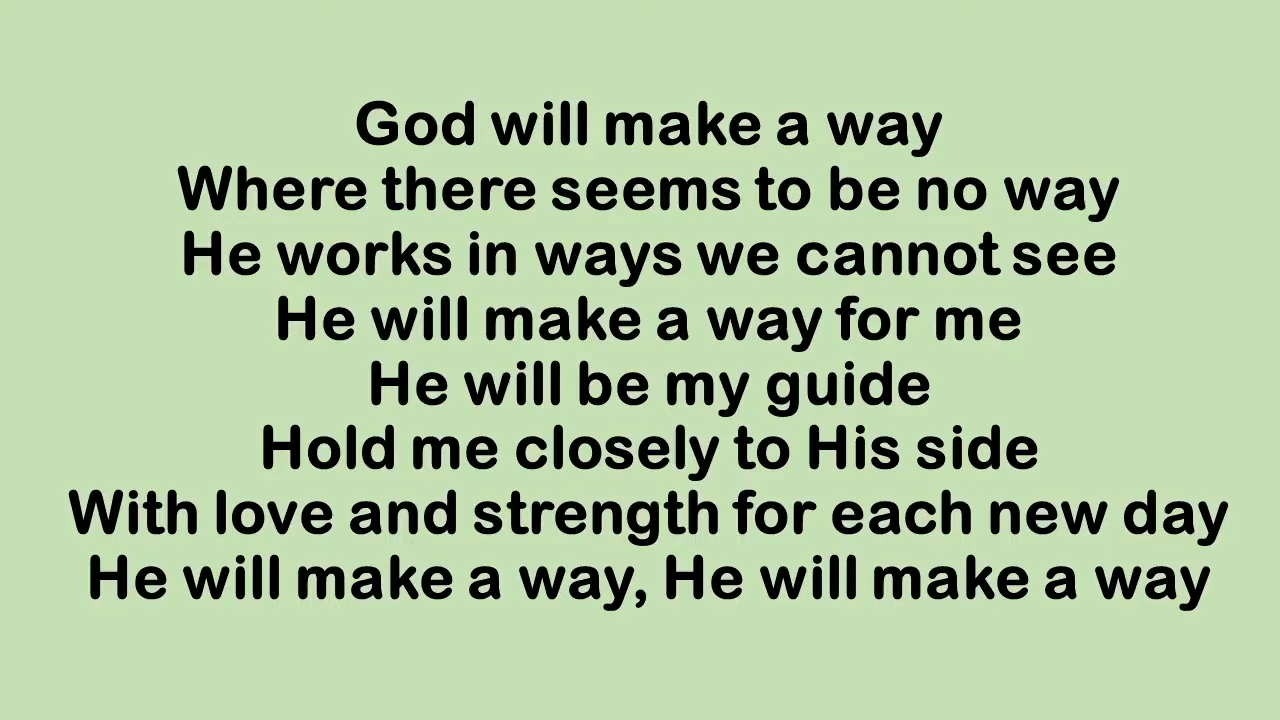 God will make a way
Where there seems to be no way
He works in ways we cannot see
He will make a way for me
He will be my guide
Hold me closely to His side
With love and strength for each new day
He will make a way, He will make a way